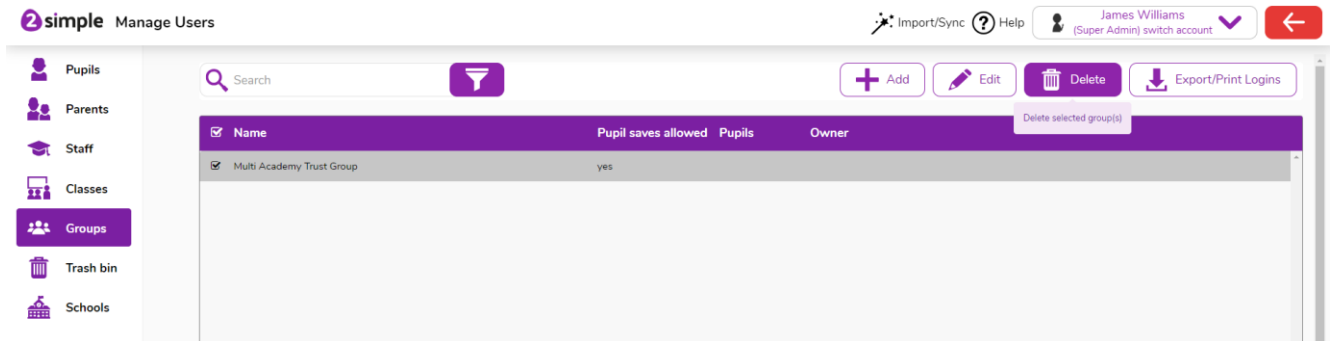 2simple Manage Users
Import/Sync ? Help
James Williams
(Super Admin) switch account
Pupils
Parents
Staff
Classes
Groups
Trash bin
Schools
Search
Add
Edit
Delete
Export/Print Logins
Delete selected group(s)
Name Pupil saves allowed Pupils Owner
Multi Academy Trust Group yes